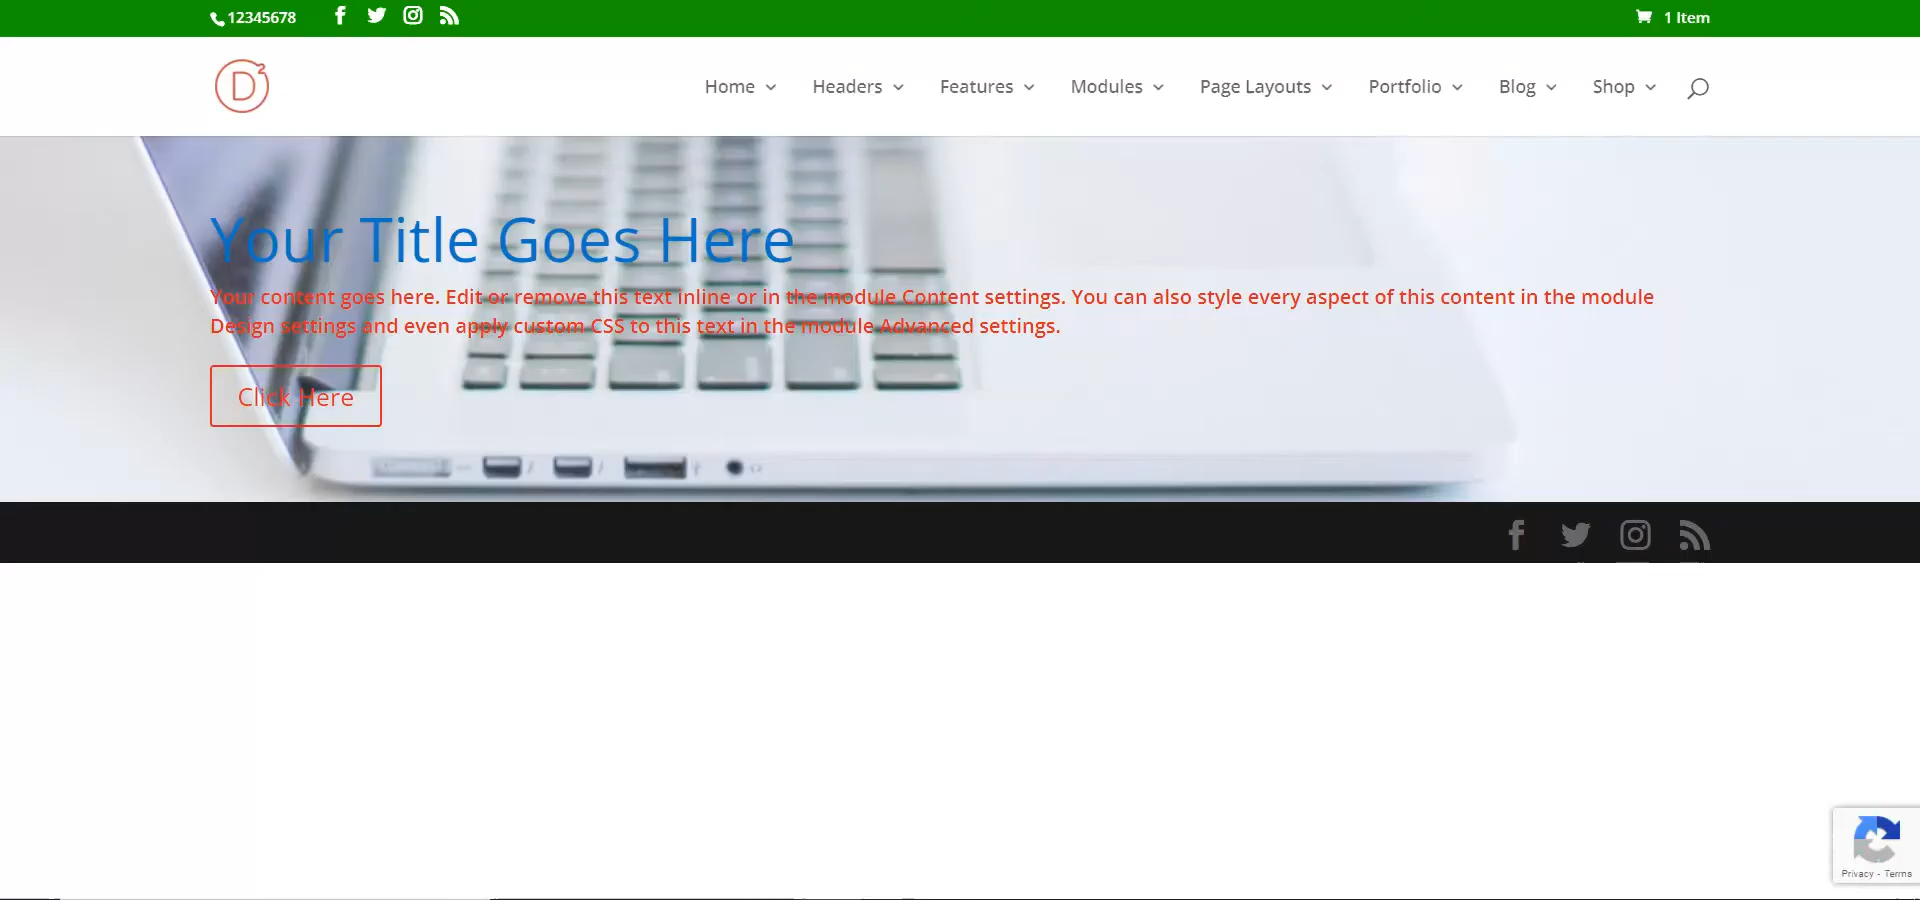 12345678
1 Item
D2
Home
Headers
Features
Modules
Page Layouts
Portfolio
Blog
Shop
Your Title Goes Here
Your content goes here. Edit or remove this text inline or in the module Content settings. You can also style every aspect of this content in the module
Design settings and even apply custom CSS to this text in the module Advanced settings.
Click Here
Privacy - Terms